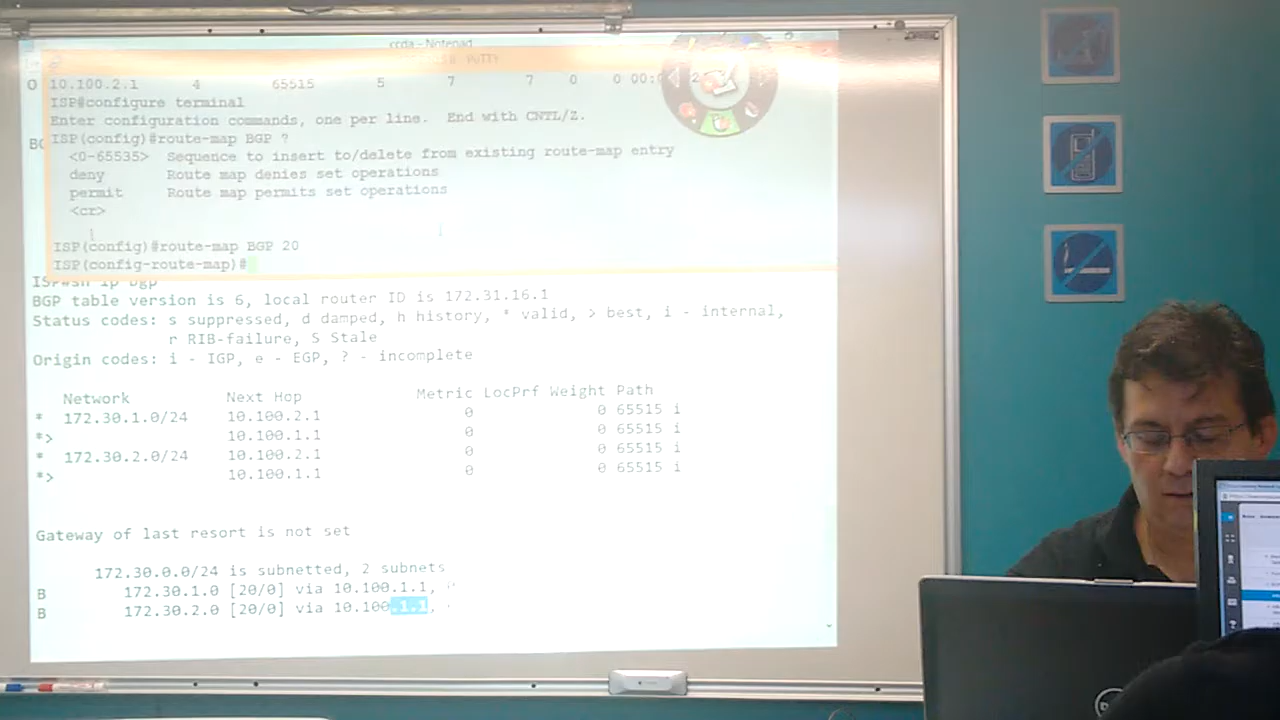 ccda - Notepad
PuTTY
O 10.100.2.1 4 65515 5 7 7 0 0 00:
ISP#configure terminal
Enter configuration commands, one per line. End with CNTL/Z.
ISP(config)#route-map BGP ?
<0-65535> Sequence to insert to/delete from existing route-map entry
deny Route map denies set operations
permit Route map permits set operations
<cr>
ISP(config)#route-map BGP 20
ISP(config-route-map)#
ISP#sh ip bgp
BGP table version is 6, local router ID is 172.31.16.1
Status codes: s suppressed, d damped, h history, * valid, > best, i - internal,
r RIB-failure, S Stale
Origin codes: i - IGP, e - EGP, ? - incomplete
Network Next Hop Metric LocPrf Weight Path
* 172.30.1.0/24 10.100.2.1 0 0 65515 i
*> 10.100.1.1 0 0 65515 i
* 172.30.2.0/24 10.100.2.1 0 0 65515 i
*> 10.100.1.1 0 0 65515 i
Gateway of last resort is not set
172.30.0.0/24 is subnetted, 2 subnets
B 172.30.1.0 [20/0] via 10.100.1.1,
B 172.30.2.0 [20/0] via 10.100.1.1,